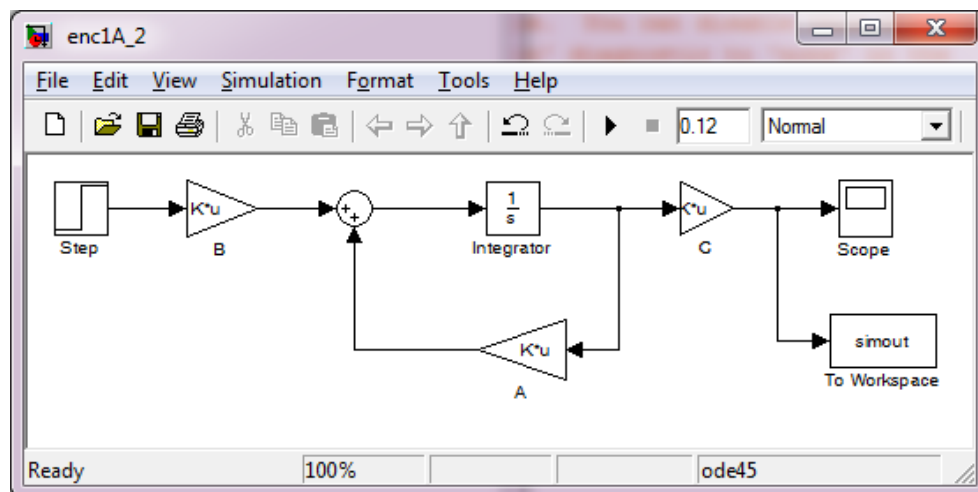 enc1A_2
File Edit View Simulation Format Tools Help
0.12 Normal
K*u
+
+
1
s
K*u
Step
B
Integrator
C
Scope
K*u
A
simout
To Workspace
Ready 100% ode45